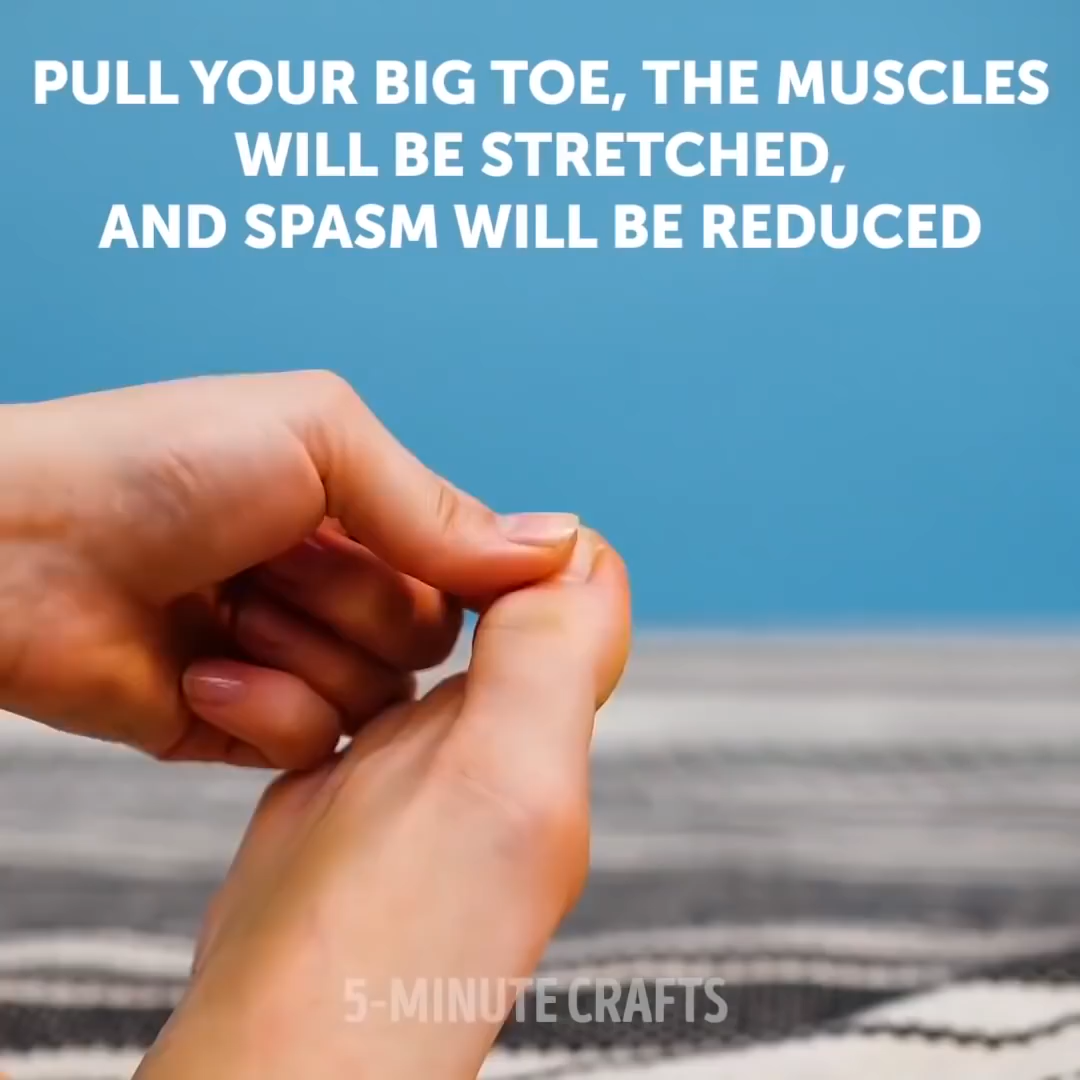 PULL YOUR BIG TOE, THE MUSCLES
WILL BE STRETCHED,
AND SPASM WILL BE REDUCED
5-MINUTE CRAFTS